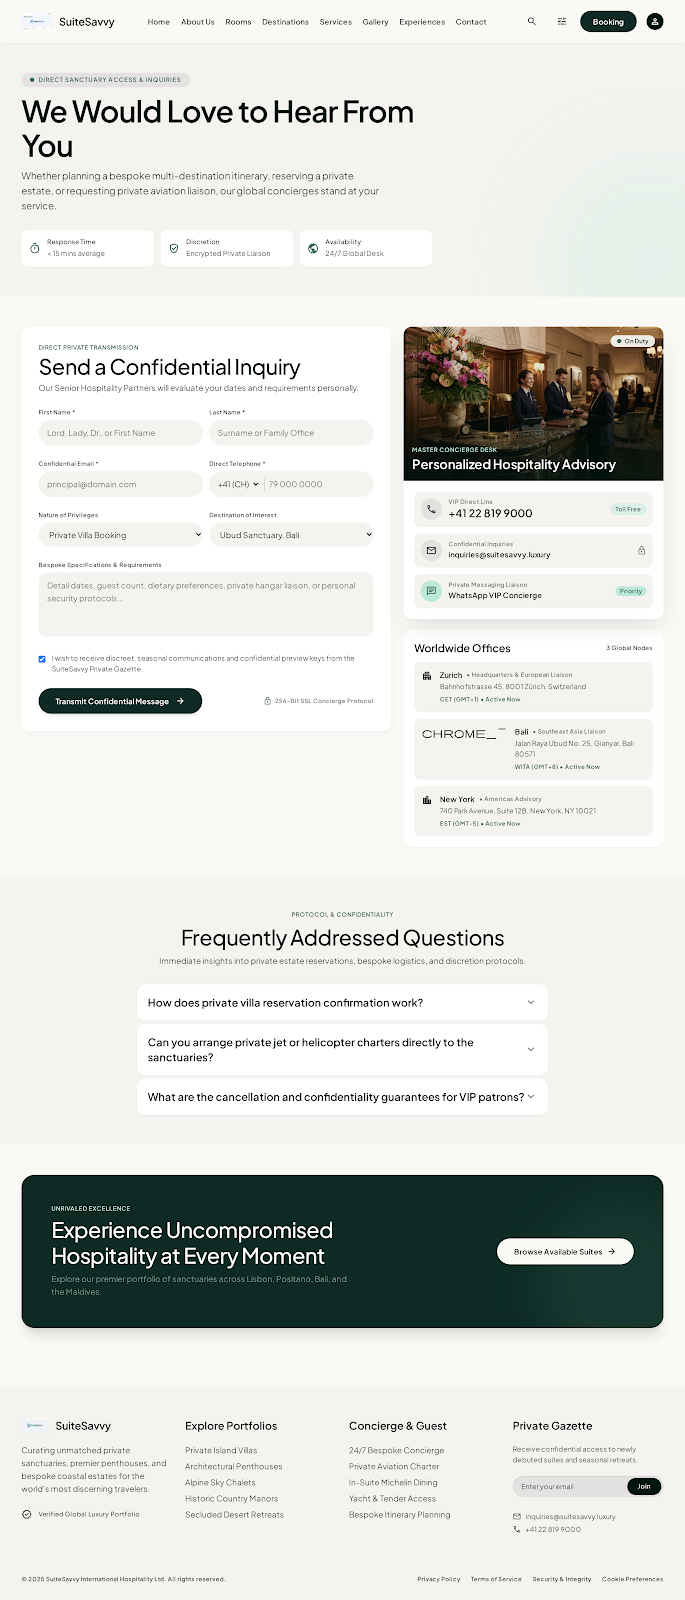 SuiteSavvy
Home About Us Rooms Destinations Services Gallery Experiences Contact
Booking
DIRECT SANCTUARY ACCESS & INQUIRIES
We Would Love to Hear From
You
Whether planning a bespoke multi-destination itinerary, reserving a private
estate, or requesting private aviation liaison, our global concierges stand at your
service.
Response Time
< 15 mins average
Discretion
Encrypted Private Liaison
Availability
24/7 Global Desk
DIRECT PRIVATE TRANSMISSION
Send a Confidential Inquiry
Our Senior Hospitality Partners will evaluate your dates and requirements personally.
First Name *
Last Name *
Lord, Lady, Dr., or First Name
Surname or Family Office
Confidential Email *
Direct Telephone *
principal@domain.com
+41 (CH)
79 000 0000
Nature of Privileges
Destination of Interest
Private Villa Booking
Ubud Sanctuary, Bali
Bespoke Specifications & Requirements
Detail dates, guest count, dietary preferences, private hangar liaison, or personal
security protocols...
I wish to receive discreet, seasonal communications and confidential preview keys from the
SuiteSavvy Private Gazette.
Transmit Confidential Message
256-Bit SSL Concierge Protocol
On Duty
MASTER CONCIERGE DESK
Personalized Hospitality Advisory
VIP Direct Line
+41 22 819 9000
Toll Free
Confidential Inquiries
inquiries@suitesavvy.luxury
Private Messaging Liaison
WhatsApp VIP Concierge
Priority
Worldwide Offices
3 Global Nodes
Zurich • Headquarters & European Liaison
Bahnhofstrasse 45, 8001 Zürich, Switzerland
CET (GMT+1) • Active Now
CHROME_
Bali • Southeast Asia Liaison
Jalan Raya Ubud No. 25, Gianyar, Bali
80571
WITA (GMT+8) • Active Now
New York • Americas Advisory
740 Park Avenue, Suite 12B, New York, NY 10021
EST (GMT-5) • Active Now
PROTOCOL & CONFIDENTIALITY
Frequently Addressed Questions
Immediate insights into private estate reservations, bespoke logistics, and discretion protocols.
How does private villa reservation confirmation work?
Can you arrange private jet or helicopter charters directly to the
sanctuaries?
What are the cancellation and confidentiality guarantees for VIP patrons?
UNRIVALED EXCELLENCE
Experience Uncompromised
Hospitality at Every Moment
Explore our premier portfolio of sanctuaries across Lisbon, Positano, Bali, and
the Maldives.
Browse Available Suites
SuiteSavvy
Curating unmatched private
sanctuaries, premier penthouses, and
bespoke coastal estates for the
world's most discerning travelers.
Verified Global Luxury Portfolio
Explore Portfolios
Private Island Villas
Architectural Penthouses
Alpine Sky Chalets
Historic Country Manors
Secluded Desert Retreats
Concierge & Guest
24/7 Bespoke Concierge
Private Aviation Charter
In-Suite Michelin Dining
Yacht & Tender Access
Bespoke Itinerary Planning
Private Gazette
Receive confidential access to newly
debuted suites and seasonal retreats.
Enter your email
Join
inquiries@suitesavvy.luxury
+41 22 819 9000
© 2025 SuiteSavvy International Hospitality Ltd. All rights reserved.
Privacy Policy Terms of Service Security & Integrity Cookie Preferences